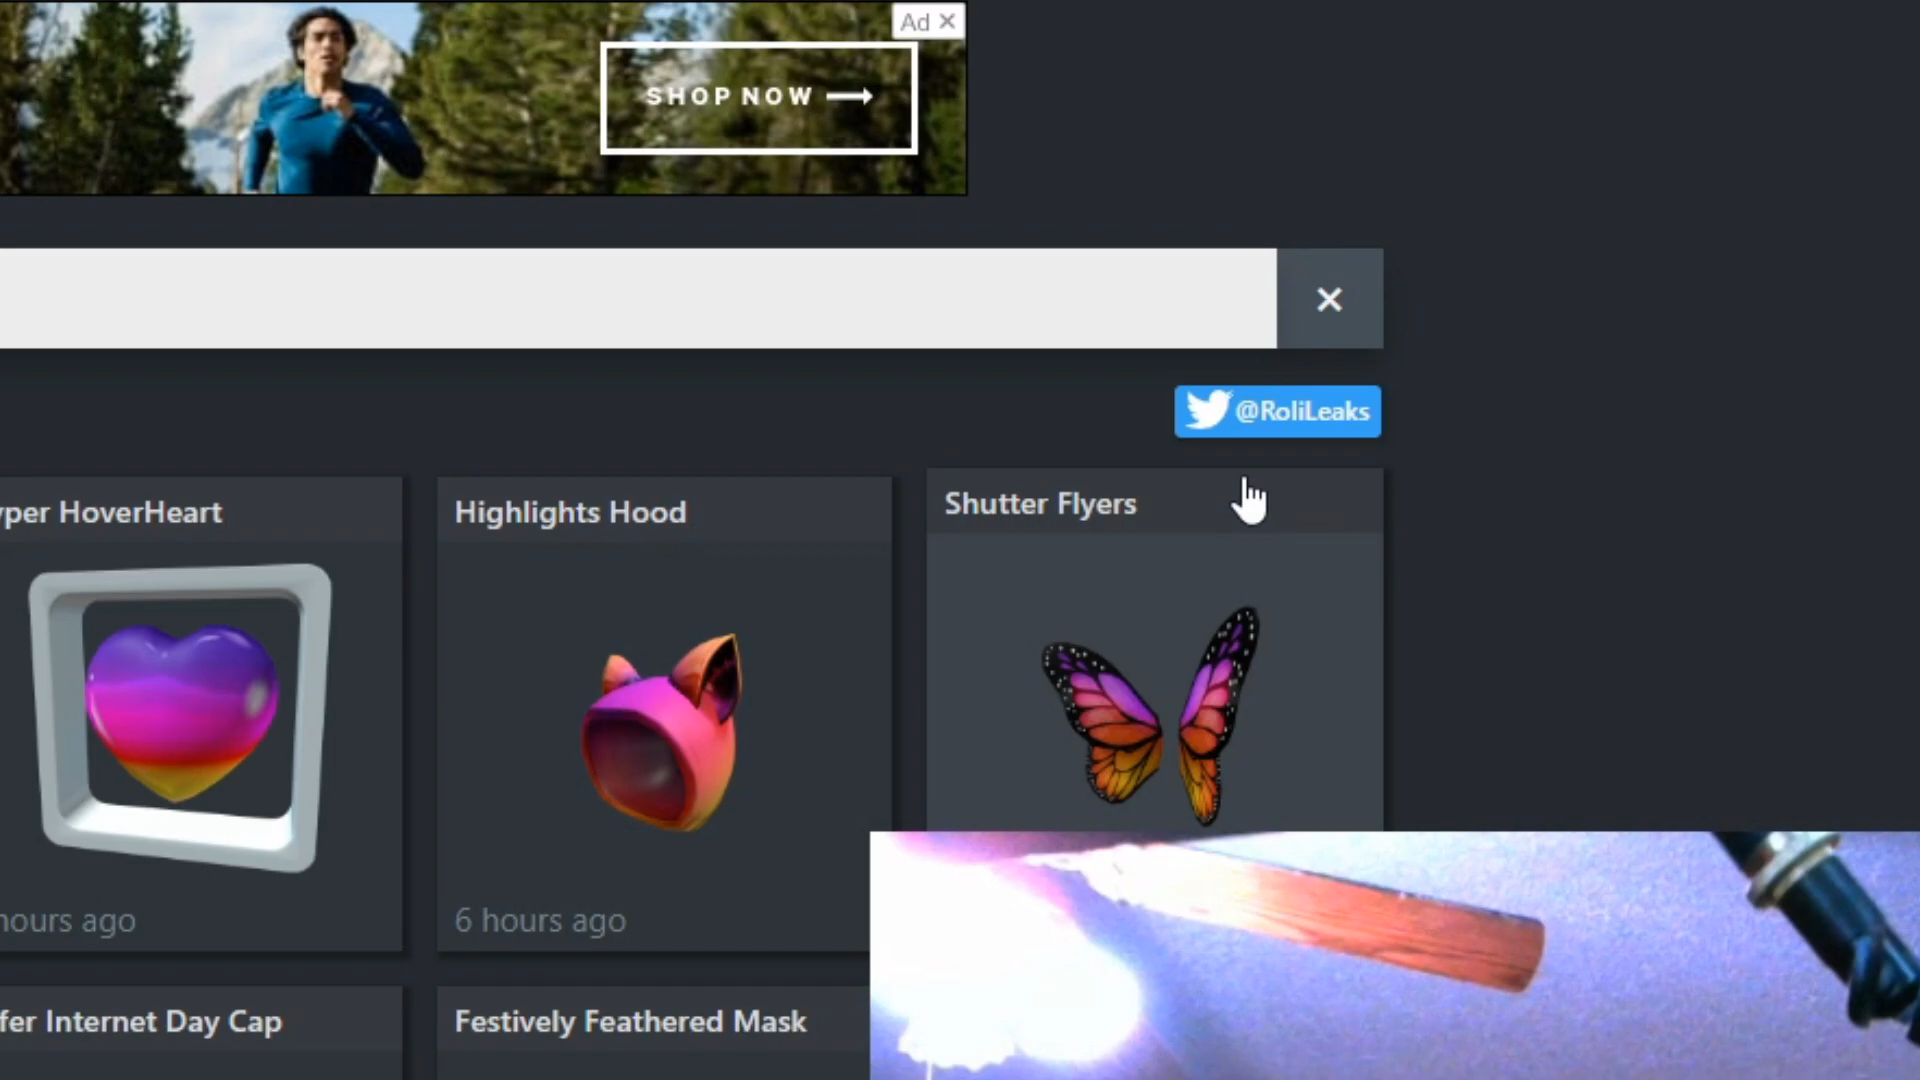 Ad
SHOP NOW
@RoliLeaks
yper HoverHeart
Highlights Hood
Shutter Flyers
hours ago
6 hours ago
fer Internet Day Cap
Festively Feathered Mask